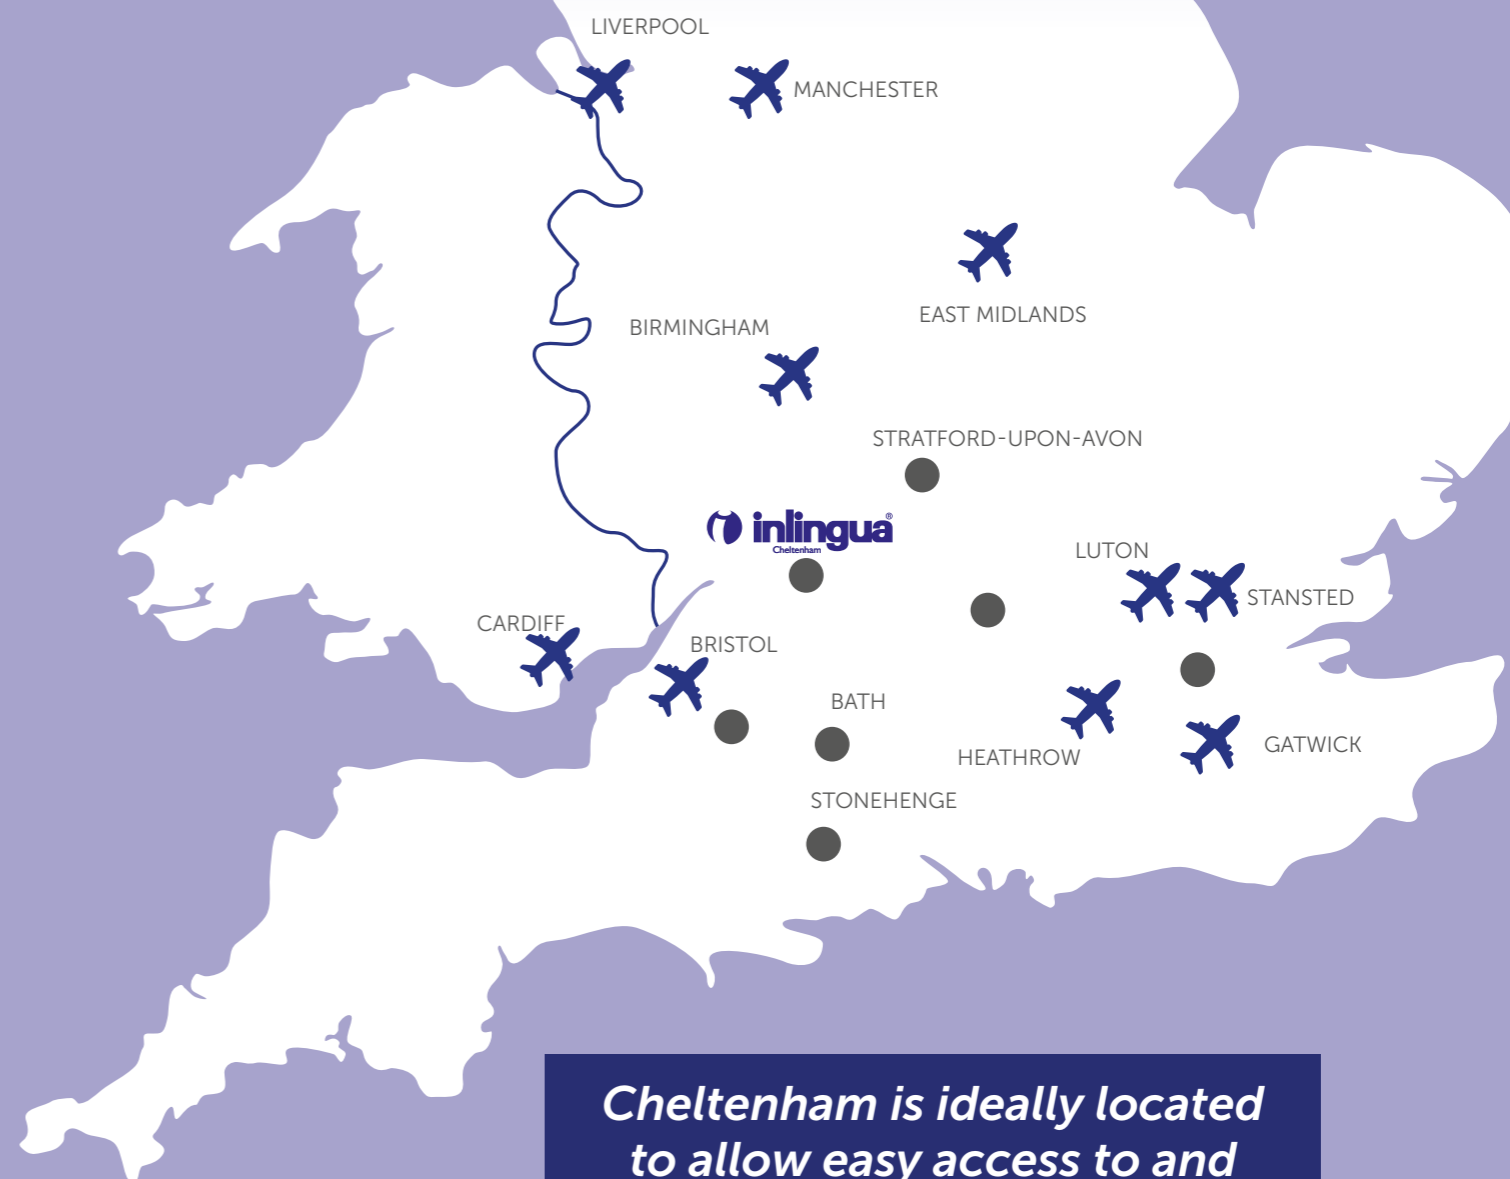 LIVERPOOL
MANCHESTER
EAST MIDLANDS
BIRMINGHAM
STRATFORD-UPON-AVON
inlingua®
Cheltenham
LUTON
STANSTED
CARDIFF
BRISTOL
BATH
HEATHROW
GATWICK
STONEHENGE
Cheltenham is ideally located
to allow easy access to and